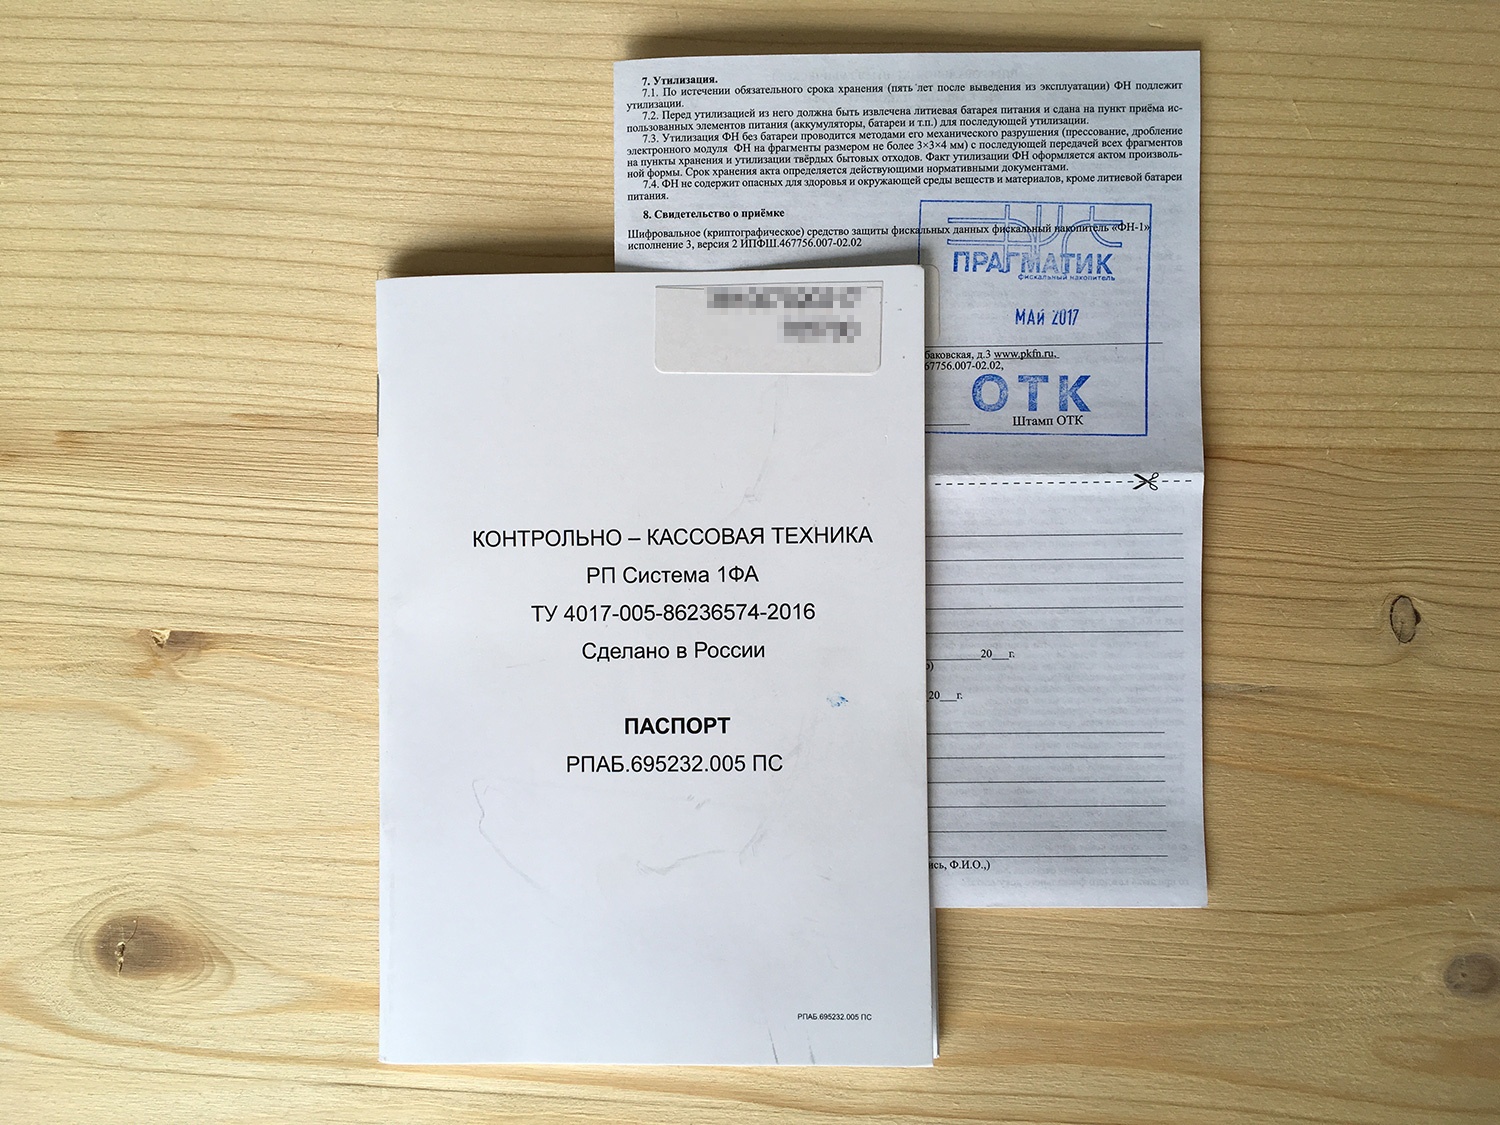 7. Утилизация.
7.1. По истечении обязательного срока хранения (пять лет после выведения из эксплуатации) ФН подлежит
утилизации.
7.2. Перед утилизацией из него должна быть извлечена литиевая батарея питания и сдана на пункт приёма ис-
пользованных элементов питания (аккумуляторы, батареи и т.п.) для последующей утилизации.
7.3. Утилизация ФН без батареи проводится методами его механического разрушения (прессование, дробление
электронного модуля ФН на фрагменты размером не более 3×3×4 мм) с последующей передачей всех фрагментов
на пункты хранения и утилизации твёрдых бытовых отходов. Факт утилизации ФН оформляется актом произволь-
ной формы. Срок хранения акта определяется действующими нормативными документами.
7.4. ФН не содержит опасных для здоровья и окружающей среды веществ и материалов, кроме литиевой батареи
питания.
8. Свидетельство о приёмке
Шифровальное (криптографическое) средство защиты фискальных данных фискальный накопитель «ФН-1»
исполнение 3, версия 2 ИПФШ.467756.007-02.02
ПРАГМАТИК
фискальный накопитель
МАЙ 2017
баковская, д.3 www.pkfn.ru,
67756.007-02.02,
ОТК
Штамп ОТК
20___г.
20___г.
ись, Ф.И.О.,)
КОНТРОЛЬНО – КАССОВАЯ ТЕХНИКА
РП Система 1ФА
ТУ 4017-005-86236574-2016
Сделано в России
ПАСПОРТ
РПАБ.695232.005 ПС
РПАБ.695232.005 ПС